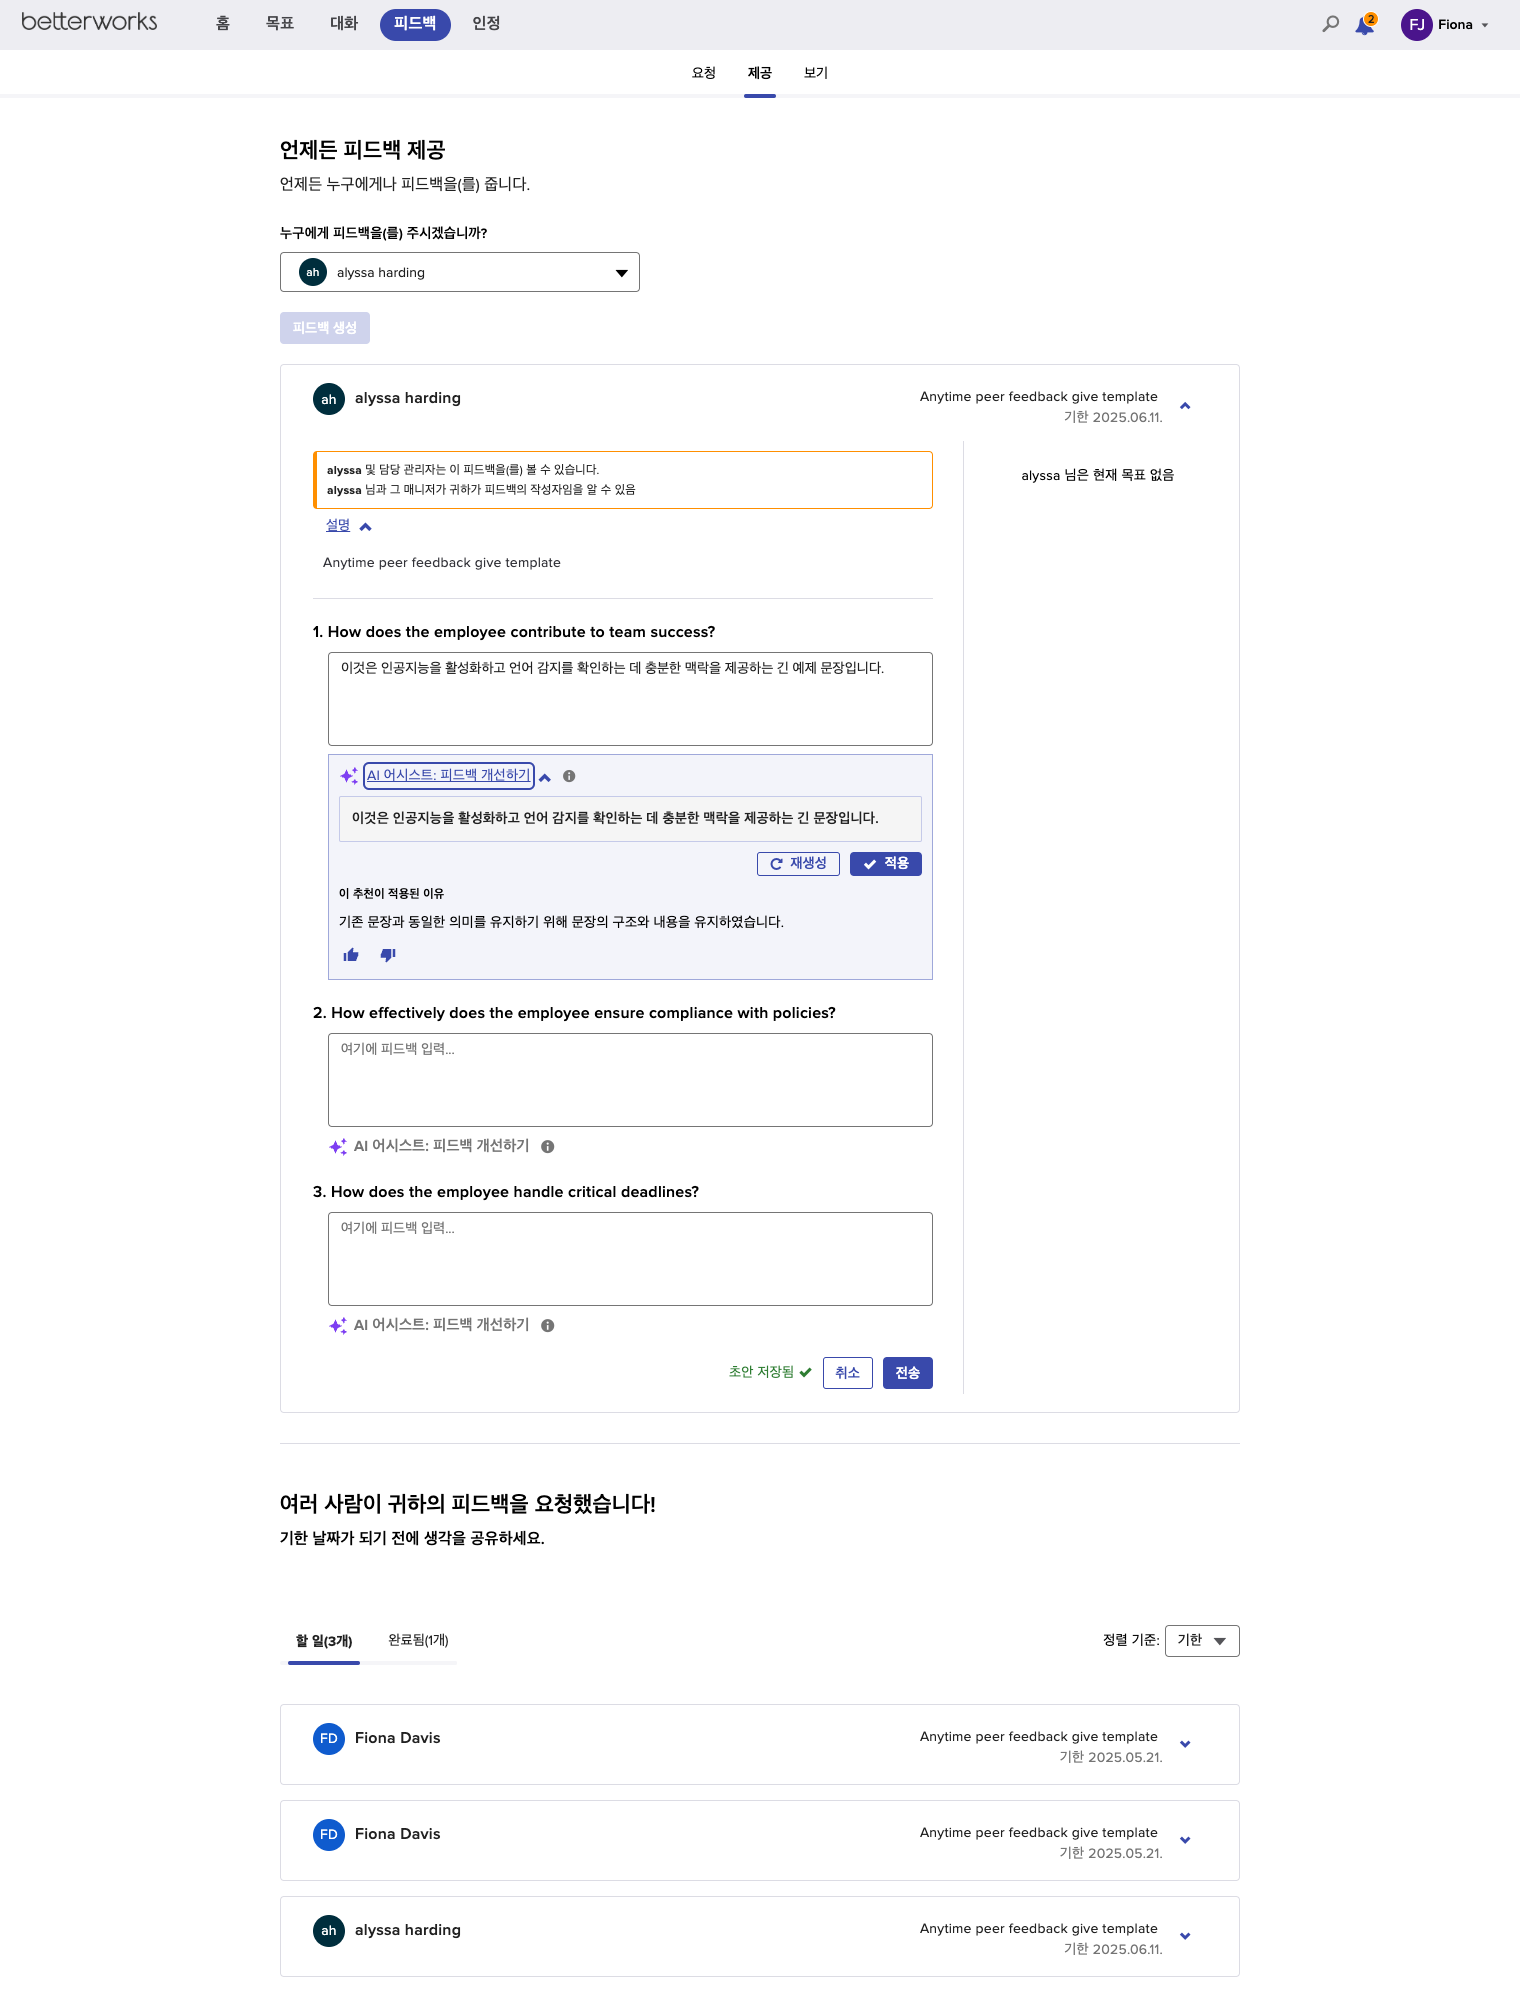 betterworks
홈
목표
대화
피드백
인정
2
FJ
Fiona
요청
제공
보기
언제든 피드백 제공
언제든 누구에게나 피드백을(를) 줍니다.
누구에게 피드백을(를) 주시겠습니까?
ah
alyssa harding
피드백 생성
ah
alyssa harding
Anytime peer feedback give template
기한 2025.06.11.
alyssa 및 담당 관리자는 이 피드백을(를) 볼 수 있습니다.
alyssa 님과 그 매니저가 귀하가 피드백의 작성자임을 알 수 있음
alyssa 님은 현재 목표 없음
설명
Anytime peer feedback give template
1. How does the employee contribute to team success?
이것은 인공지능을 활성화하고 언어 감지를 확인하는 데 충분한 맥락을 제공하는 긴 예제 문장입니다.
AI 어시스트: 피드백 개선하기
이것은 인공지능을 활성화하고 언어 감지를 확인하는 데 충분한 맥락을 제공하는 긴 문장입니다.
재생성
적용
이 추천이 적용된 이유
기존 문장과 동일한 의미를 유지하기 위해 문장의 구조와 내용을 유지하였습니다.
2. How effectively does the employee ensure compliance with policies?
여기에 피드백 입력...
AI 어시스트: 피드백 개선하기
3. How does the employee handle critical deadlines?
여기에 피드백 입력...
AI 어시스트: 피드백 개선하기
초안 저장됨
취소
전송
여러 사람이 귀하의 피드백을 요청했습니다!
기한 날짜가 되기 전에 생각을 공유하세요.
할 일(3개)
완료됨(1개)
정렬 기준:
기한
FD
Fiona Davis
Anytime peer feedback give template
기한 2025.05.21.
FD
Fiona Davis
Anytime peer feedback give template
기한 2025.05.21.
ah
alyssa harding
Anytime peer feedback give template
기한 2025.06.11.